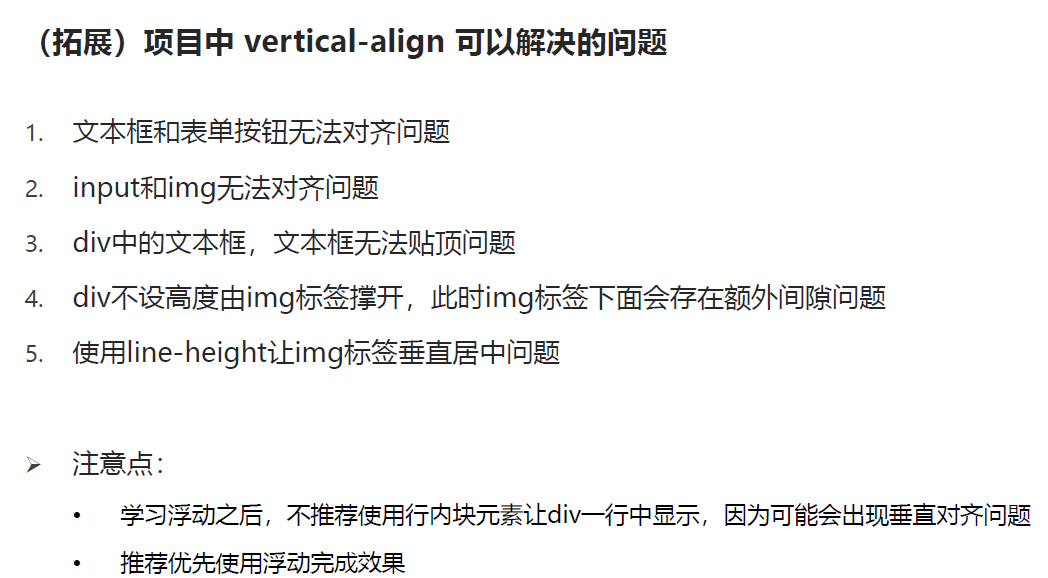 （拓展）项目中 vertical-align 可以解决的问题
1. 文本框和表单按钮无法对齐问题
2. input和img无法对齐问题
3. div中的文本框，文本框无法贴顶问题
4. div不设高度由img标签撑开，此时img标签下面会存在额外间隙问题
5. 使用line-height让img标签垂直居中问题
➢ 注意点：
• 学习浮动之后，不推荐使用行内块元素让div一行中显示，因为可能会出现垂直对齐问题
• 推荐优先使用浮动完成效果